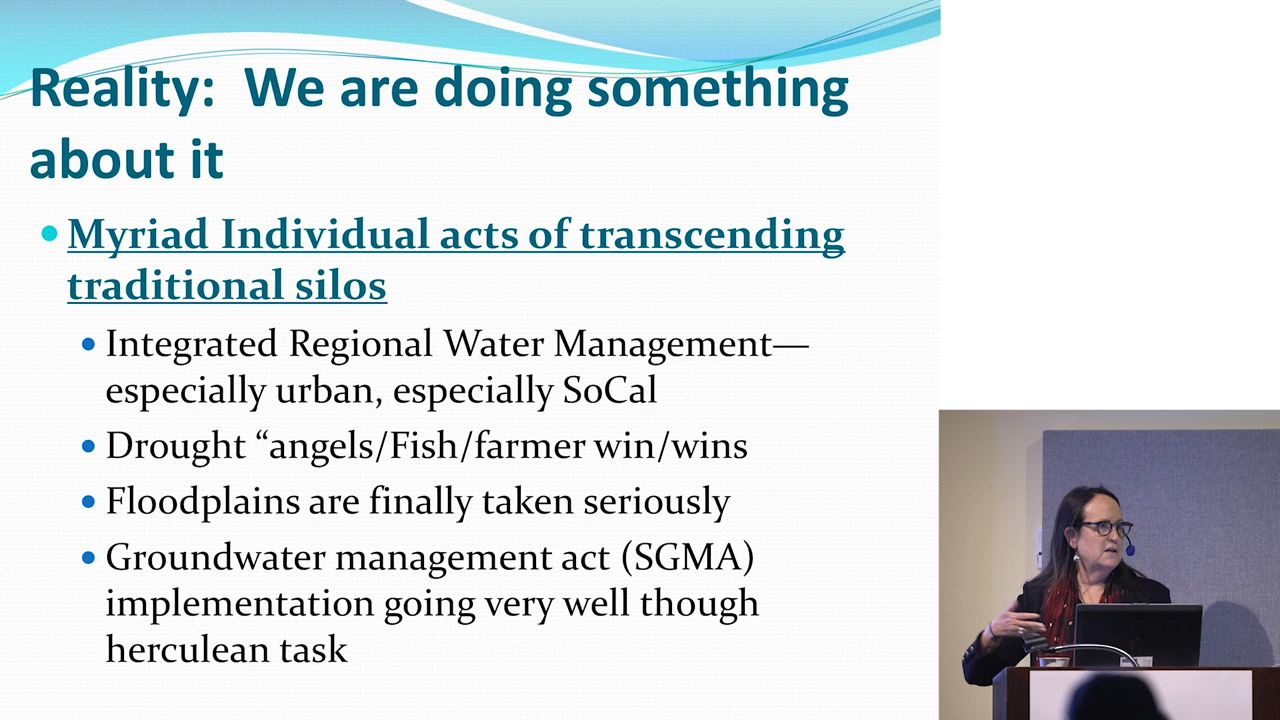 Reality: We are doing something
about it
Myriad Individual acts of transcending
traditional silos
Integrated Regional Water Management—
especially urban, especially SoCal
Drought “angels/Fish/farmer win/wins
Floodplains are finally taken seriously
Groundwater management act (SGMA)
implementation going very well though
herculean task